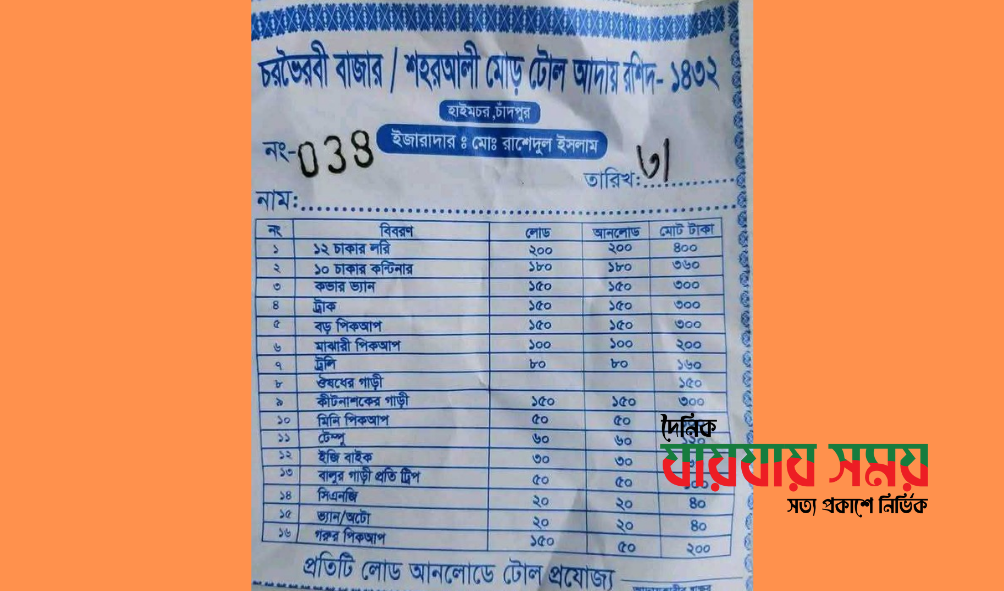 চরভৈরবী বাজার / শহরআলী মোড় টোল আদায় রশিদ- ১৪৩২
হাইমচর,চাঁদপুর
ইজারাদার ঃ মোঃ রাশেদুল ইসলাম
নং-
তারিখ:
নাম:
নং বিবরণ লোড আনলোড মোট টাকা
১ ১২ চাকার লরি ২০০ ২০০ ৪০০
২ ১০ চাকার কন্টিনার ১৮০ ১৮০ ৩৬০
৩ কভার ভ্যান ১৫০ ১৫০ ৩০০
৪ ট্রাক ১৫০ ১৫০ ৩০০
৫ বড় পিকআপ ১৫০ ১৫০ ৩০০
৬ মাঝারী পিকআপ ১০০ ১০০ ২০০
৭ ট্রলি ৮০ ৮০ ১৬০
৮ ঔষধের গাড়ী ১৫০
৯ কীটনাশকের গাড়ী ১৫০ ১৫০ ৩০০
১০ মিনি পিকআপ ৫০ ৫০
১১ টেম্পু ৬০ ৬০
১২ ইজি বাইক ৩০ ৩০
১৩ বালুর গাড়ী প্রতি ট্রিপ ৫০ ৫০
১৪ সিএনজি ২০ ২০ ৪০
১৫ ভ্যান/অটো ২০ ২০ ৪০
১৬ গরুর পিকআপ ১৫০ ৫০ ২০০
প্রতিটি লোড আনলোডে টোল প্রযোজ্য
দৈনিক
যায়যায় সময়
সত্য প্রকাশে নির্ভিক